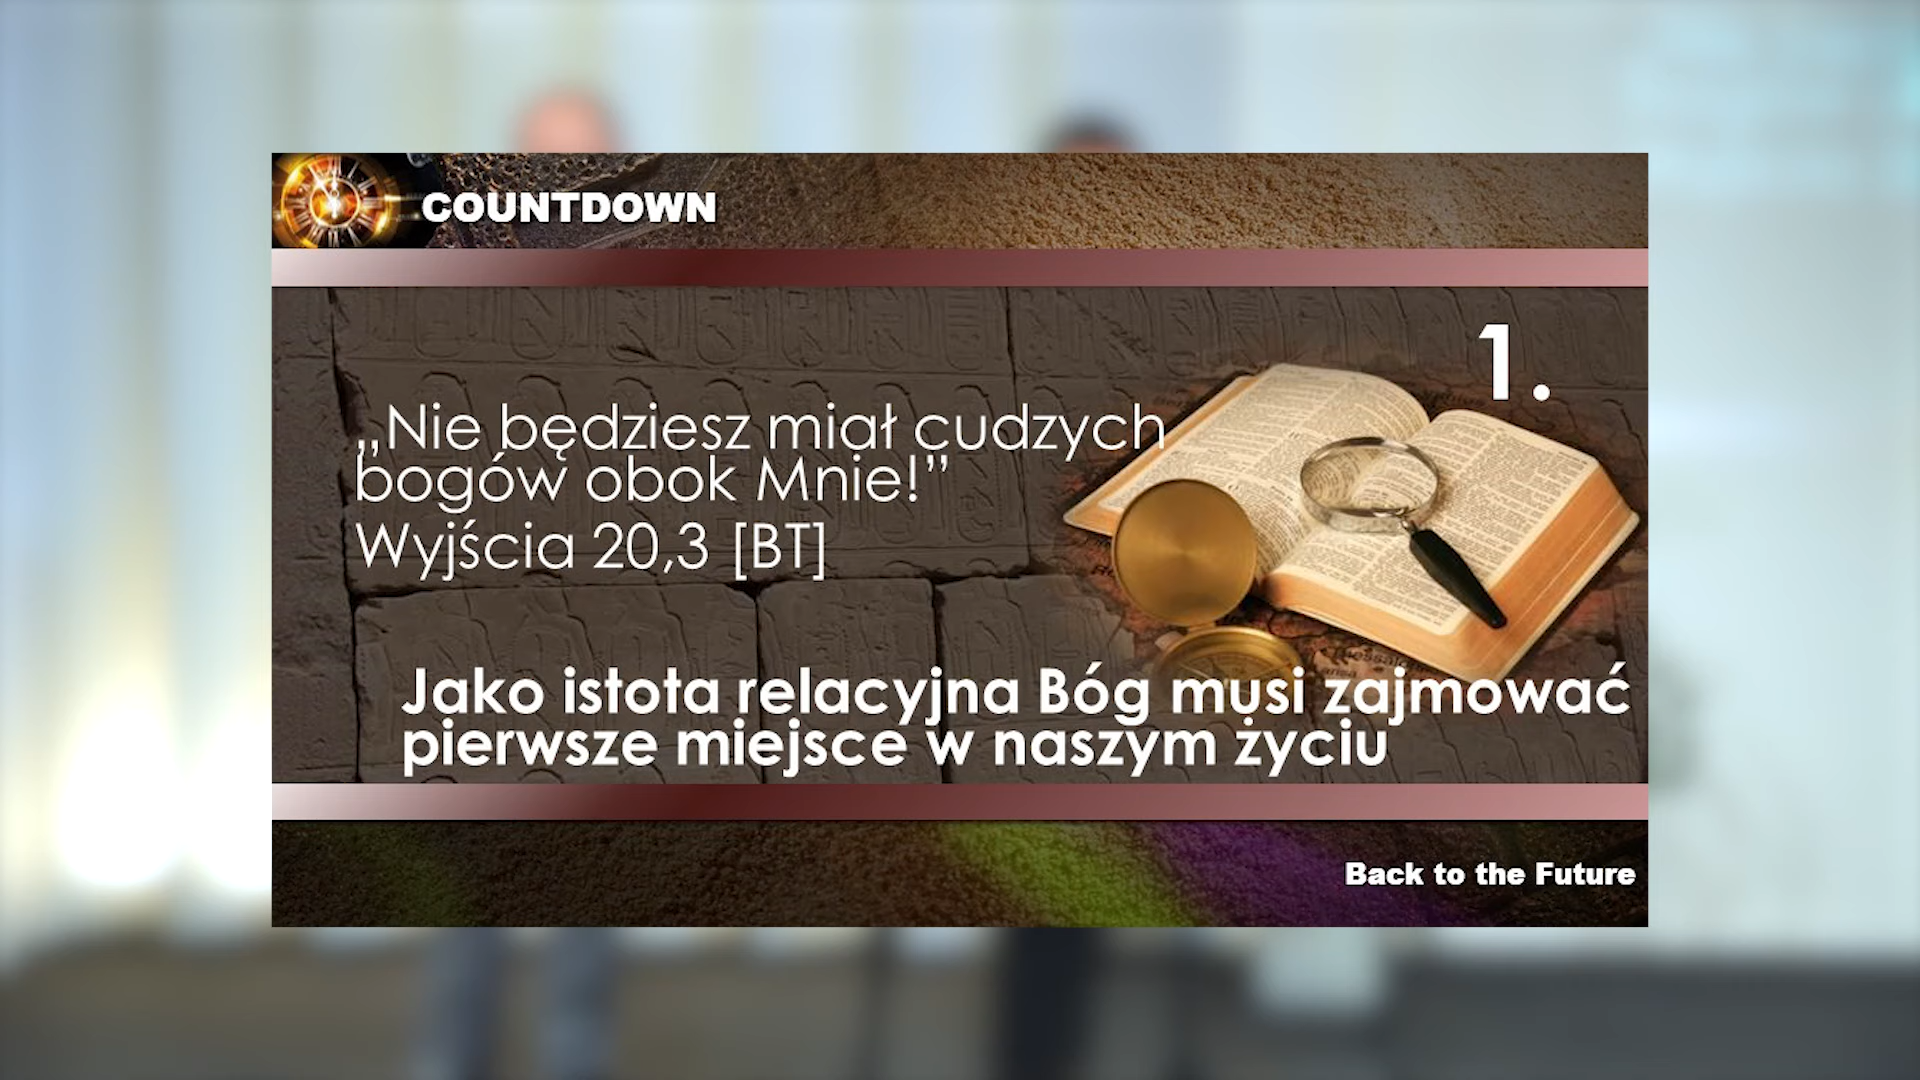 COUNTDOWN
1.
„Nie będziesz miał cudzych
bogów obok Mnie!”
Wyjścia 20,3 [BT]
Jako istota relacyjna Bóg musi zajmować
pierwsze miejsce w naszym życiu
Back to the Future